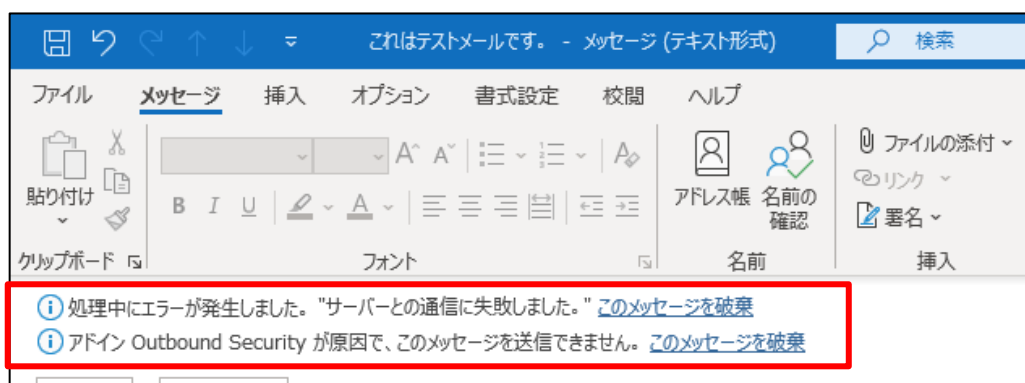 これはテストメールです。 - メッセージ (テキスト形式)
検索
ファイル メッセージ 挿入 オプション 書式設定 校閲 ヘルプ
貼り付け
B I U A
アドレス帳
名前の
確認
ファイルの添付
リンク
署名
クリップボード フォント 名前 挿入
処理中にエラーが発生しました。"サーバーとの通信に失敗しました。" このメッセージを破棄
アドイン Outbound Security が原因で、このメッセージを送信できません。 このメッセージを破棄